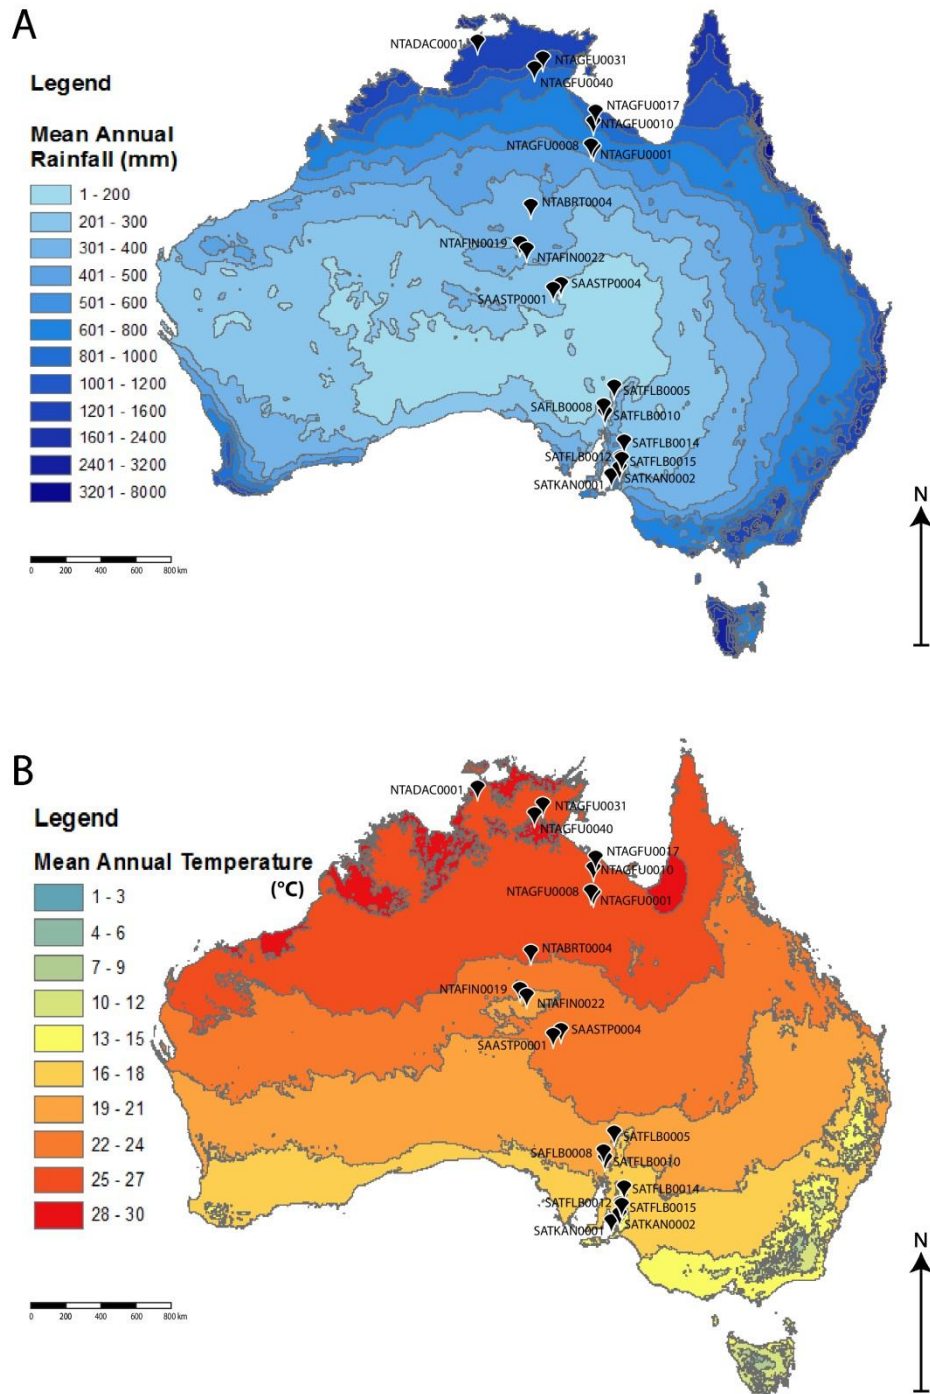 A
Legend
Mean Annual
Rainfall (mm)
1 - 200
201 - 300
301 - 400
401 - 500
501 - 600
601 - 800
801 - 1000
1001 - 1200
1201 - 1600
1601 - 2400
2401 - 3200
3201 - 8000
0 200 400 600 800 km
NTADAC0001
NTAGFU0031
NTAGFU0040
NTAGFU0017
NTAGFU0010
NTAGFU0008
NTAGFU0001
NTABRT0004
NTAFIN0019
NTAFIN0022
SAASTP0004
SAASTP0001
SATFLB0005
SAFLB0008
SATFLB0010
SATFLB0014
SATFLB0012
SATFLB0015
SATKAN0002
SATKAN0001
N
B
Legend
Mean Annual Temperature
(°C)
1 - 3
4 - 6
7 - 9
10 - 12
13 - 15
16 - 18
19 - 21
22 - 24
25 - 27
28 - 30
0 200 400 600 800 km
NTADAC0001
NTAGFU0031
NTAGFU0040
NTAGFU0017
NTAGFU0010
NTAGFU0008
NTAGFU0001
NTABRT0004
NTAFIN0019
NTAFIN0022
SAASTP0004
SAASTP0001
SATFLB0005
SAFLB0008
SATFLB0010
SATFLB0014
SATFLB0012
SATFLB0015
SATKAN0002
SATKAN0001
N